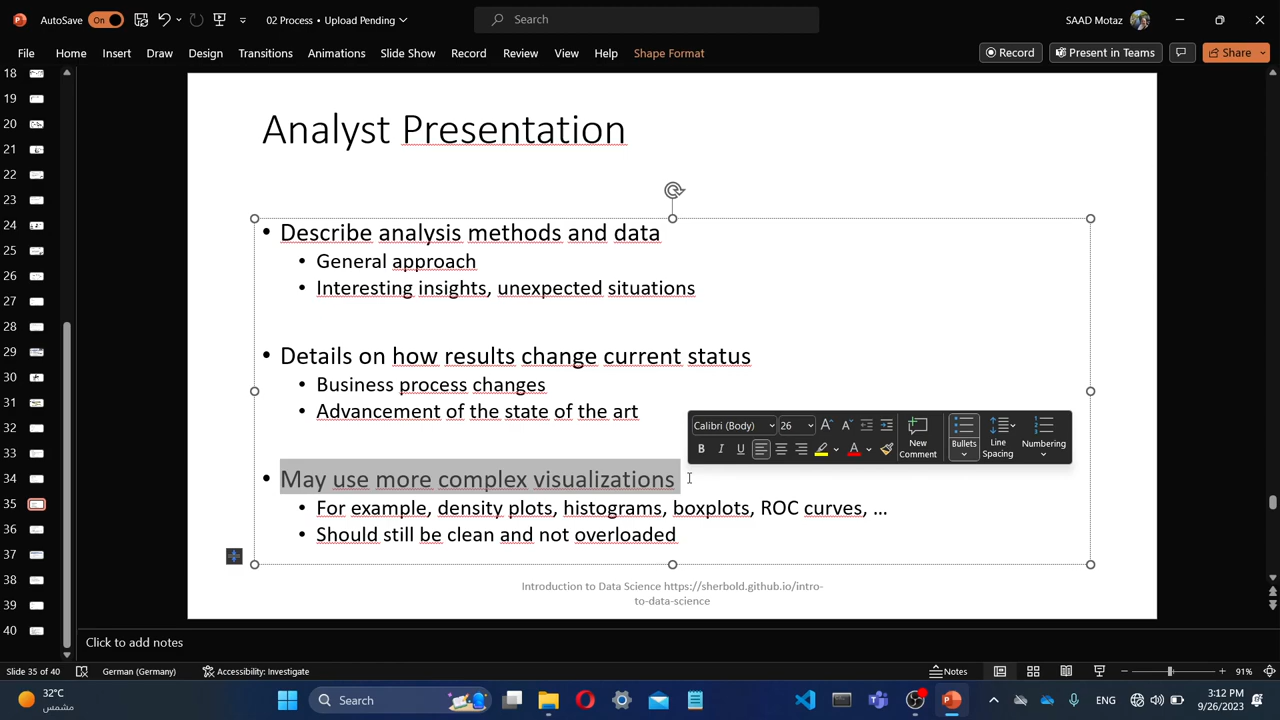 AutoSave On 02 Process • Upload Pending Search SAAD Motaz
File Home Insert Draw Design Transitions Animations Slide Show Record Review View Help Shape Format Record Present in Teams Share
18
19
20
21
22
23
24
25
26
27
28
29
30
31
32
33
34
35
36
37
38
39
40
Analyst Presentation
• Describe analysis methods and data
• General approach
• Interesting insights, unexpected situations
• Details on how results change current status
• Business process changes
• Advancement of the state of the art
Calibri (Body) 26 New Comment Bullets Line Spacing Numbering
B I U A
• May use more complex visualizations
• For example, density plots, histograms, boxplots, ROC curves, ...
• Should still be clean and not overloaded
Introduction to Data Science https://sherbold.github.io/intro-
to-data-science
Click to add notes
Slide 35 of 40 German (Germany) Accessibility: Investigate Notes 91%
32°C
مشمس
Search
ENG
3:12 PM
9/26/2023